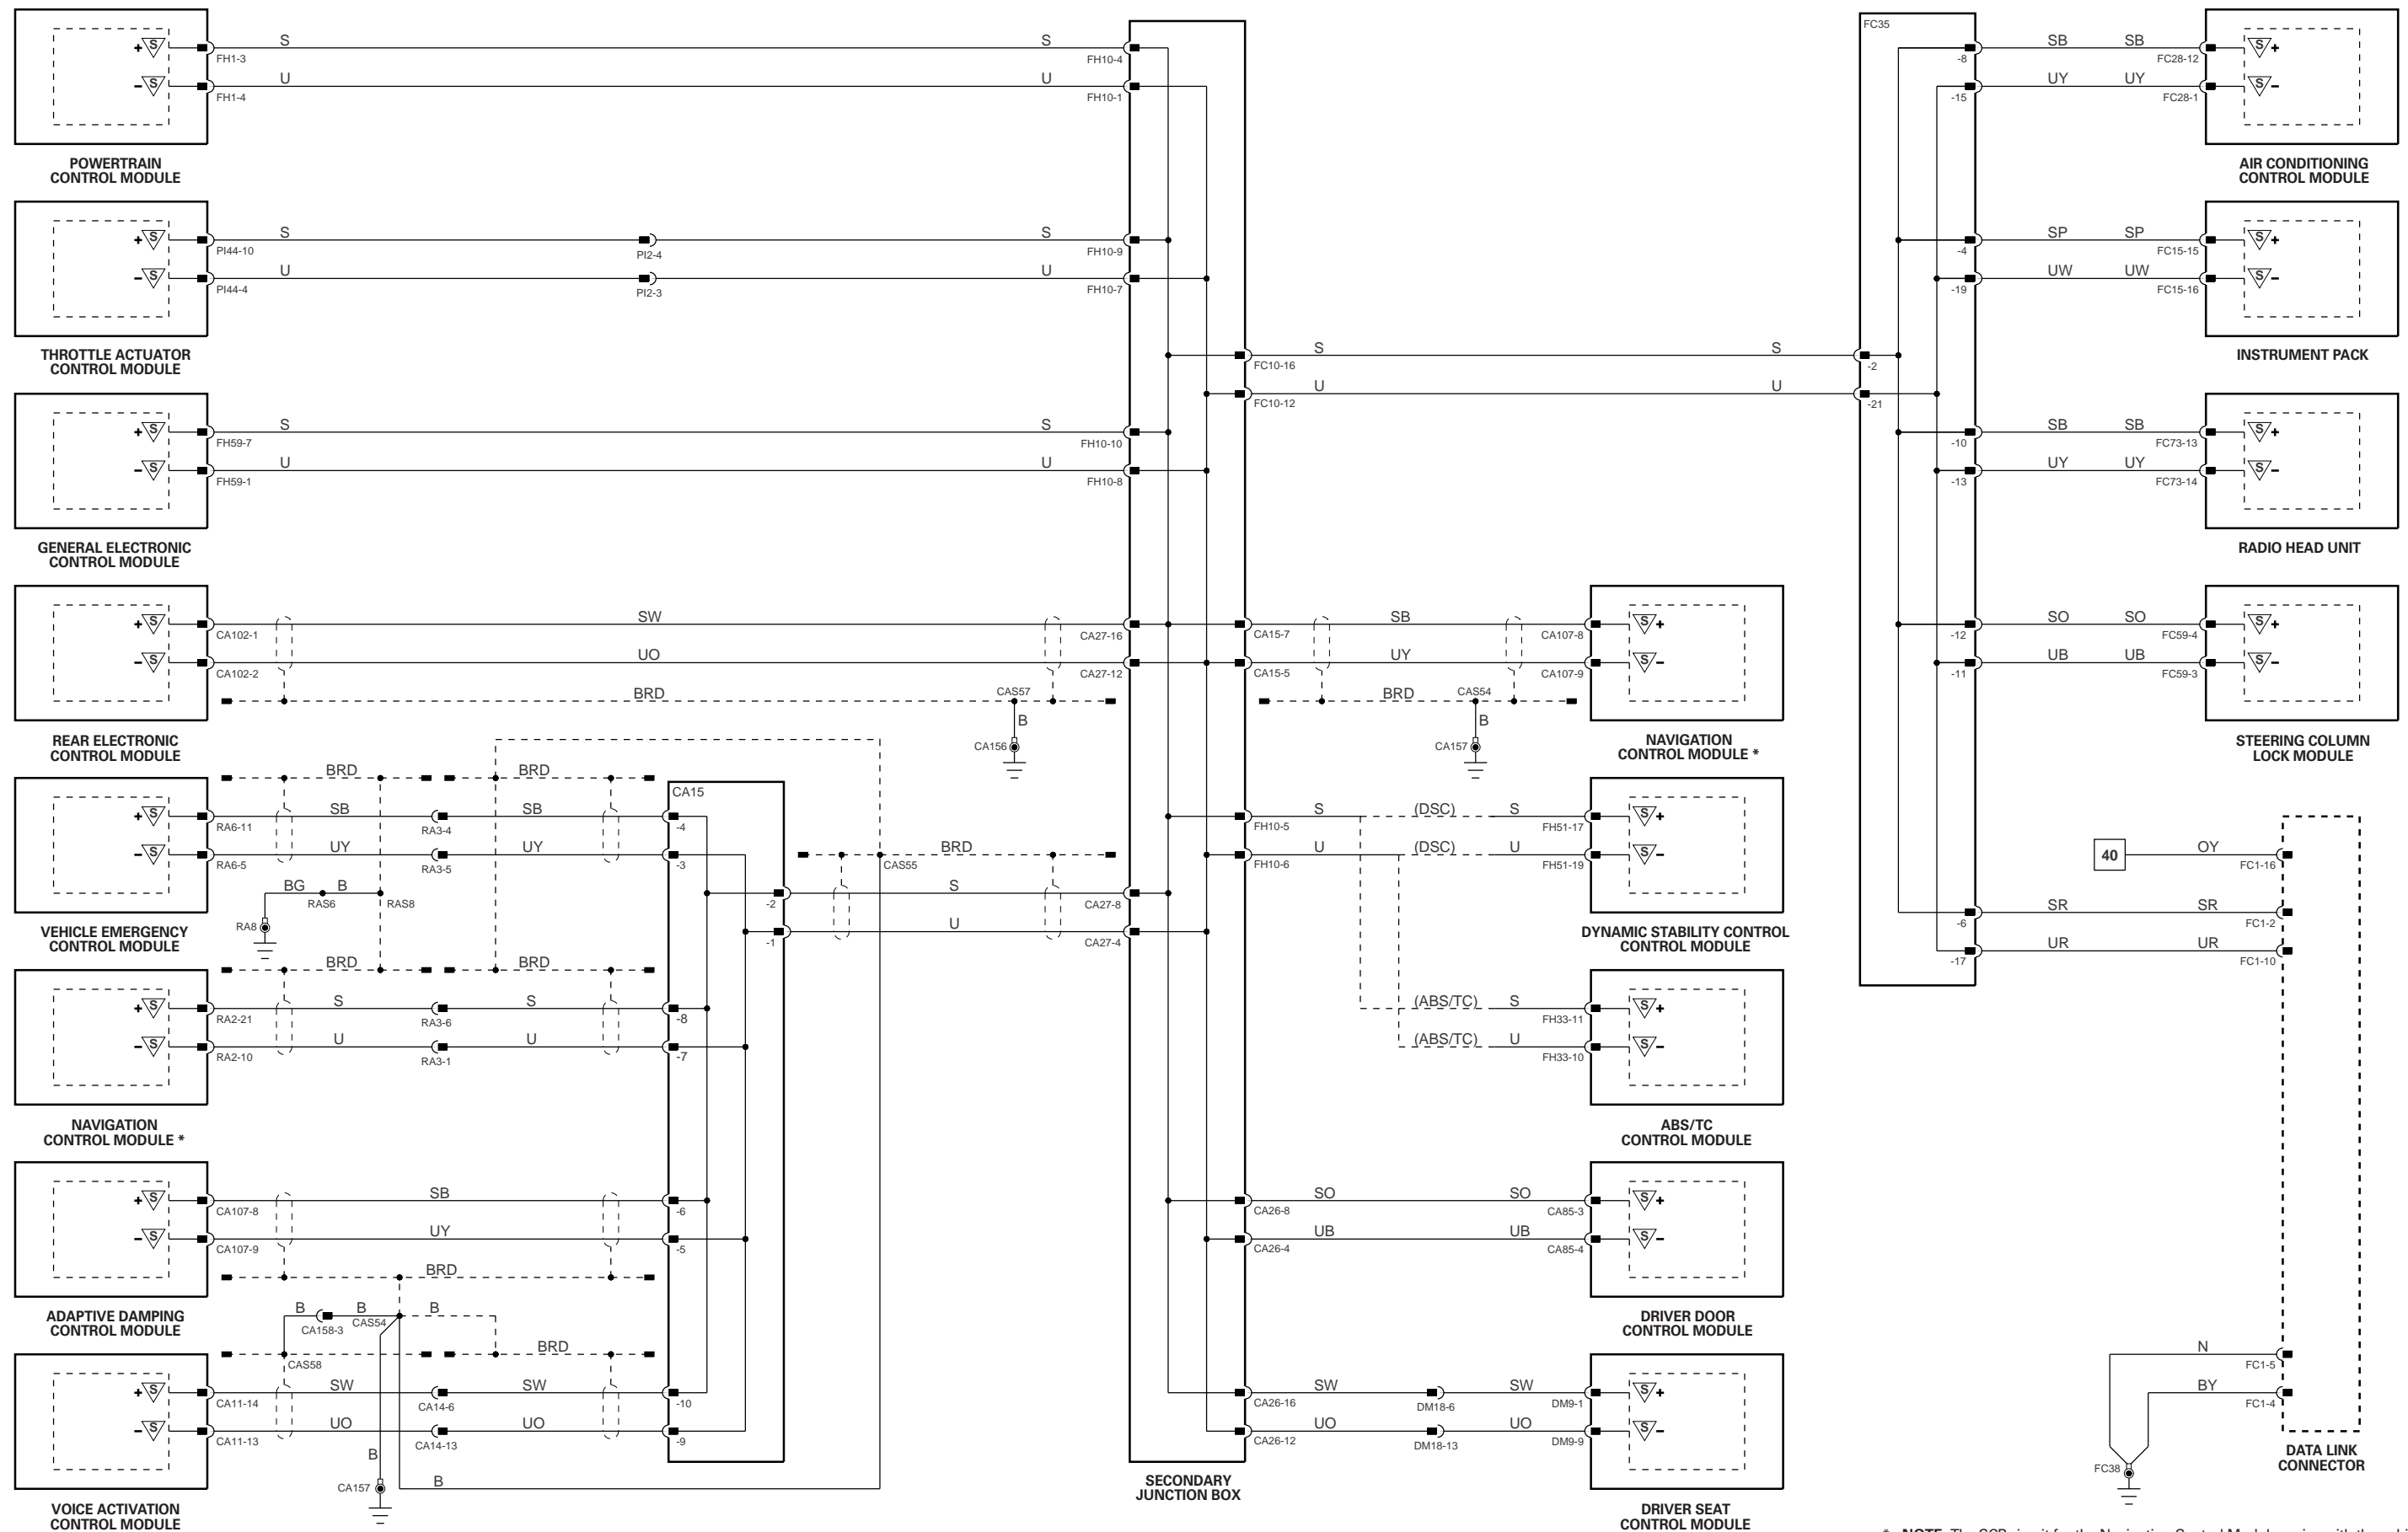 S
S
FH1-3
FH10-4
U
U
FH1-4
FH10-1
POWERTRAIN
CONTROL MODULE
S
S
PI44-10
PI2-4
FH10-9
U
U
PI44-4
PI2-3
FH10-7
THROTTLE ACTUATOR
CONTROL MODULE
S
S
FH59-7
FH10-10
U
U
FH59-1
FH10-8
GENERAL ELECTRONIC
CONTROL MODULE
SW
CA102-1
CA27-16
UO
CA102-2
CA27-12
BRD
CAS57
B
CA156
REAR ELECTRONIC
CONTROL MODULE
BRD
BRD
SB
SB
RA6-11
RA3-4
UY
UY
RA6-5
RA3-5
BG
B
RAS6
RAS8
RA8
VEHICLE EMERGENCY
CONTROL MODULE
BRD
BRD
S
S
RA2-21
RA3-6
U
U
RA2-10
RA3-1
NAVIGATION
CONTROL MODULE *
SB
CA107-8
UY
CA107-9
BRD
ADAPTIVE DAMPING
CONTROL MODULE
B
B
B
CA158-3
CAS54
BRD
CAS58
SW
SW
CA11-14
CA14-6
UO
UO
CA11-13
CA14-13
B
CA157
B
VOICE ACTIVATION
CONTROL MODULE
CA15
-4
-3
-2
-1
-8
-7
-6
-5
-10
-9
BRD
CAS55
S
CA27-8
U
CA27-4
SECONDARY
JUNCTION BOX
S
S
FC10-16
-2
U
U
FC10-12
-21
SB
CA15-7
CA107-8
UY
CA15-5
CA107-9
BRD
CAS54
B
CA157
NAVIGATION
CONTROL MODULE *
S
(DSC)
S
FH10-5
FH51-17
U
(DSC)
U
FH10-6
FH51-19
DYNAMIC STABILITY CONTROL
CONTROL MODULE
(ABS/TC)
S
FH33-11
(ABS/TC)
U
FH33-10
ABS/TC
CONTROL MODULE
SO
SO
CA26-8
CA85-3
UB
UB
CA26-4
CA85-4
DRIVER DOOR
CONTROL MODULE
SW
SW
CA26-16
DM18-6
DM9-1
UO
UO
CA26-12
DM18-13
DM9-9
DRIVER SEAT
CONTROL MODULE
FC35
SB
SB
-8
FC28-12
UY
UY
-15
FC28-1
AIR CONDITIONING
CONTROL MODULE
SP
SP
-4
FC15-15
UW
UW
-19
FC15-16
INSTRUMENT PACK
SB
SB
-10
FC73-13
UY
UY
-13
FC73-14
RADIO HEAD UNIT
SO
SO
-12
FC59-4
UB
UB
-11
FC59-3
STEERING COLUMN
LOCK MODULE
40
OY
FC1-16
SR
SR
-6
FC1-2
UR
UR
-17
FC1-10
N
FC1-5
BY
FC1-4
FC38
DATA LINK
CONNECTOR